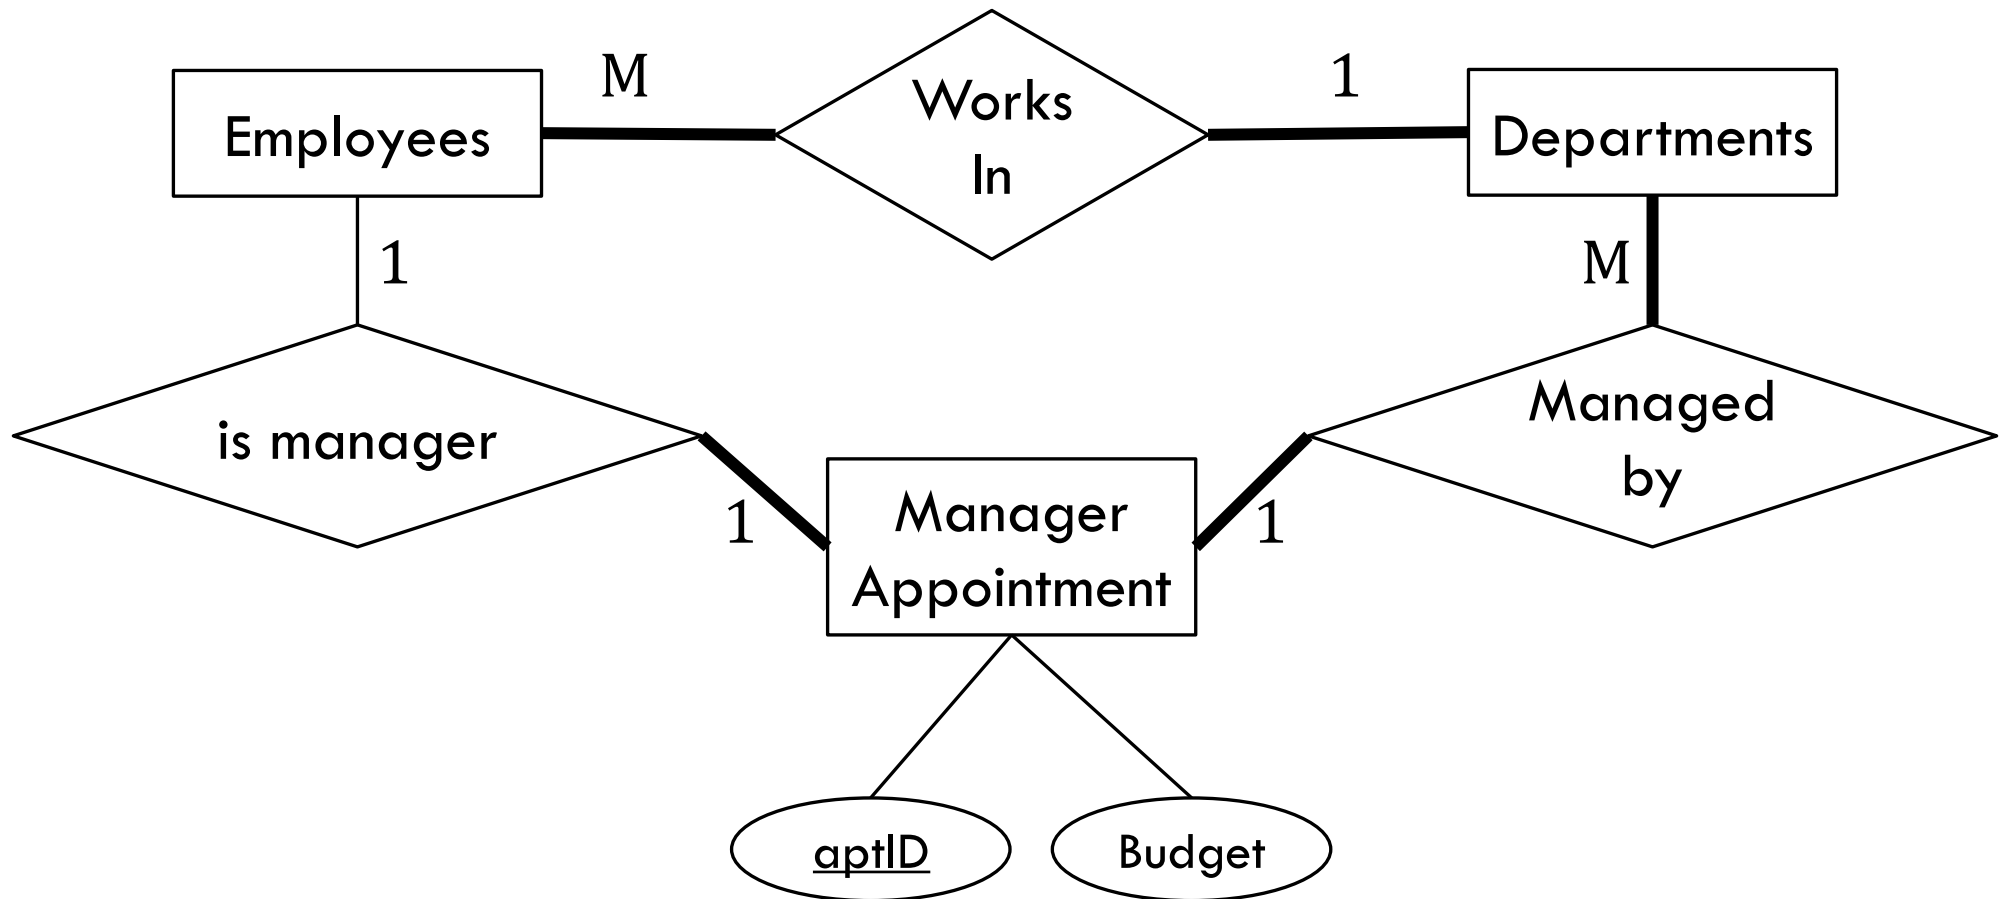 M
1
Employees
Works
In
Departments
1
M
is manager
Managed
by
1
1
Manager
Appointment
aptID
Budget